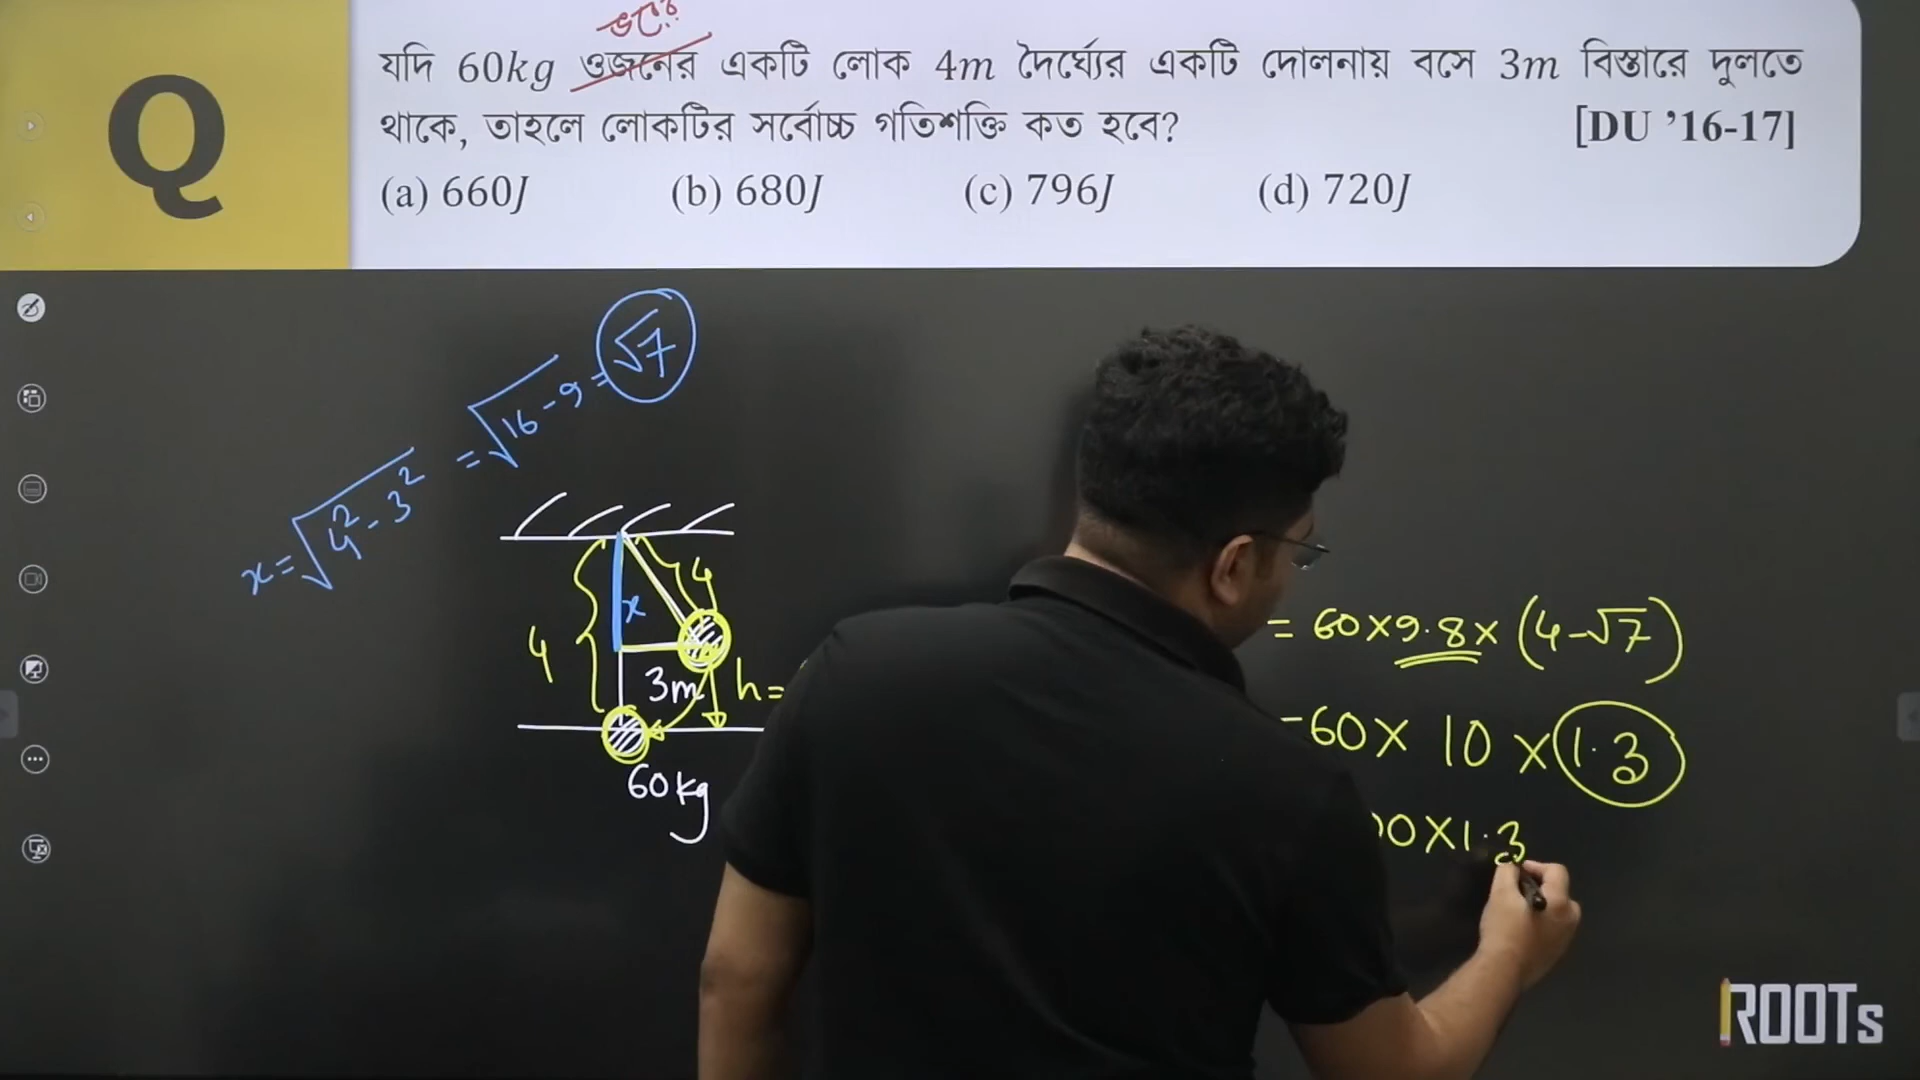 ভরের
Q
যদি 60kg ওজনের একটি লোক 4m দৈর্ঘ্যের একটি দোলনায় বসে 3m বিস্তারে দুলতে
থাকে, তাহলে লোকটির সর্বোচ্চ গতিশক্তি কত হবে? [DU ’16-17]
(a) 660J (b) 680J (c) 796J (d) 720J
x = √4² - 3² = √16 - 9 = √7
4
x
4
3m
h =
60kg
= 60 × 9.8 × (4 - √7)
= 60 × 10 × 1.3
0 × 1.3
ROOTs